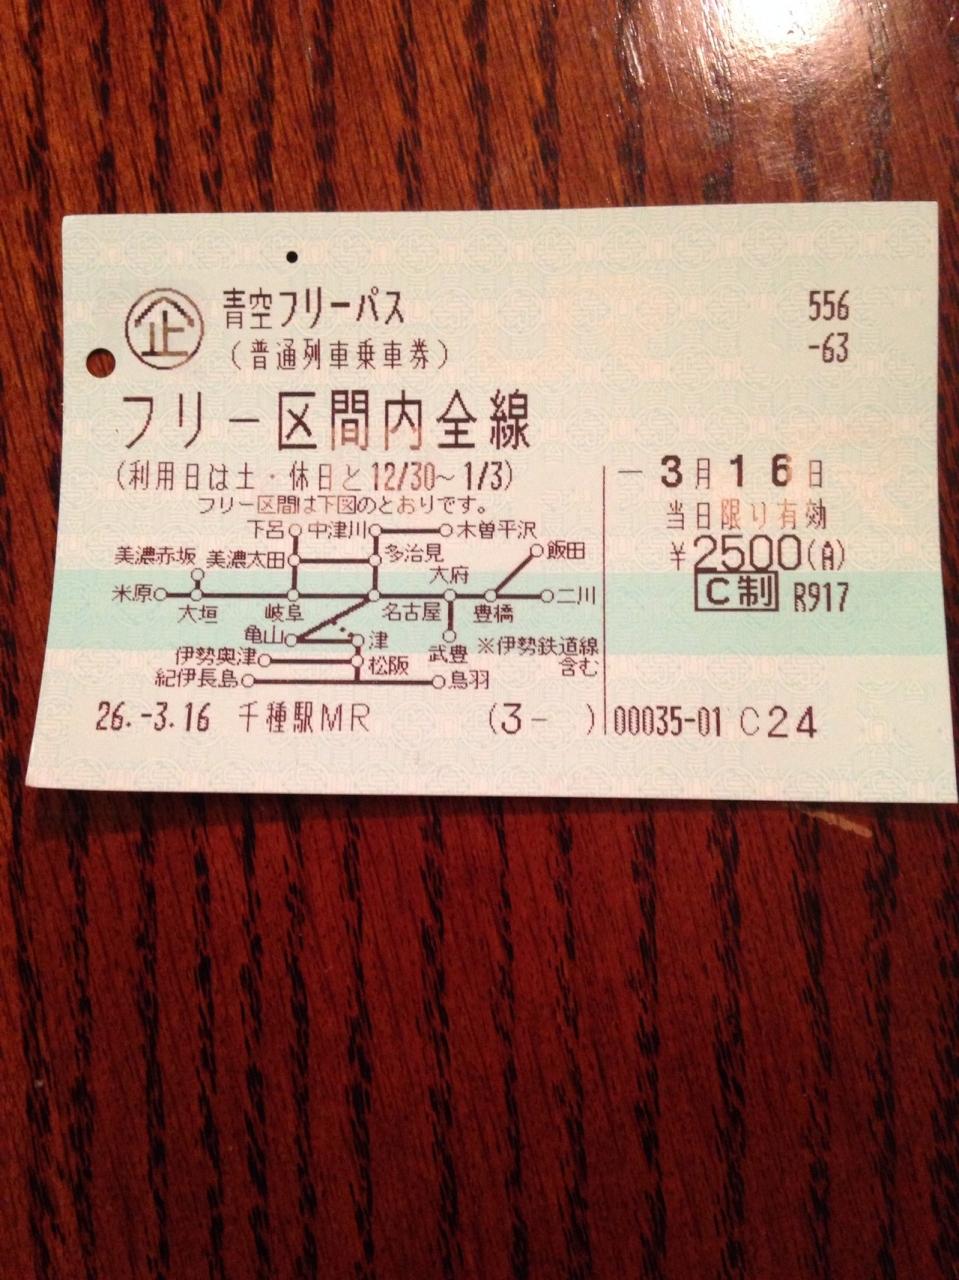 企 青空フリーパス
(普通列車乗車券)
556
-63
フリー区間内全線
(利用日は土・休日と12/30~1/3)
フリー区間は下図のとおりです。
- 3月16日
当日限り有効
¥2500(A)
C制 R917
下呂 中津川 木曽平沢
美濃赤坂 美濃太田 多治見 飯田
大府
米原 大垣 岐阜 名古屋 豊橋 二川
亀山 津 武豊 ※伊勢鉄道線
含む
伊勢奥津 松阪
紀伊長島 鳥羽
26.-3.16 千種駅MR (3- ) 00035-01 C24